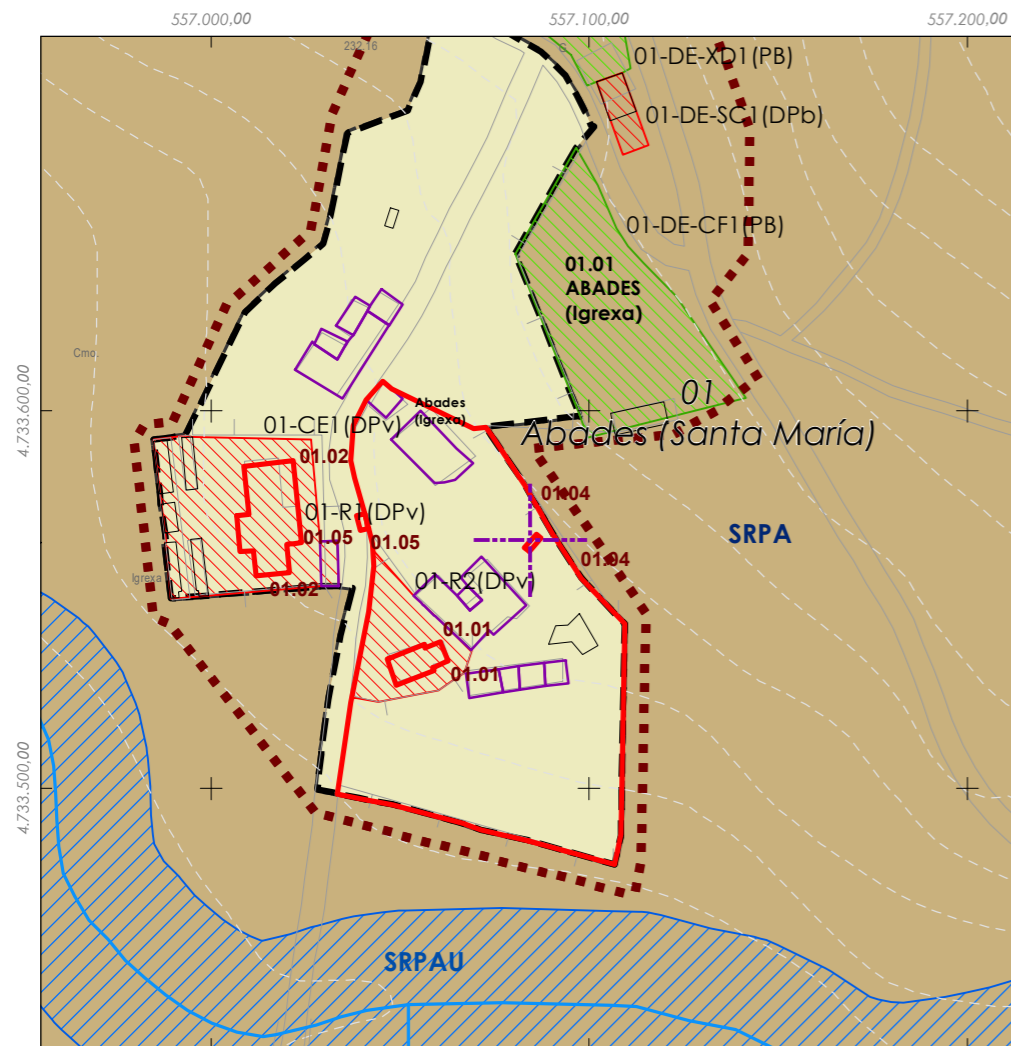 557.000,00
557.100,00
557.200,00
232.16
G
01-DE-XD1(PB)
01-DE-SC1(DPb)
01-DE-CF1(PB)
01.01
ABADES
(Igrexa)
Cmo.
4.733.600,00
01
Abades
(Igrexa)
Abades (Santa María)
01-CE1(DPv)
01.02
01.04
01-R1(DPv)
SRPA
01.05
01.05
01.04
Igrexa
01-R2(DPv)
01.02
01.01
01.01
4.733.500,00
SRPAU